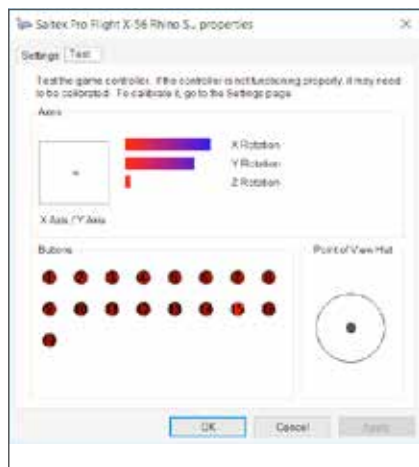 Saitek Pro Flight X-56 Rhino S... properties
Settings Test
Test the game controller. If the controller is not functioning properly, it may need
to be calibrated. To calibrate it, go to the Settings page.
Axes
X Rotation
Y Rotation
Z Rotation
X Axis / Y Axis
Buttons
Point of View Hat
OK
Cancel
Apply